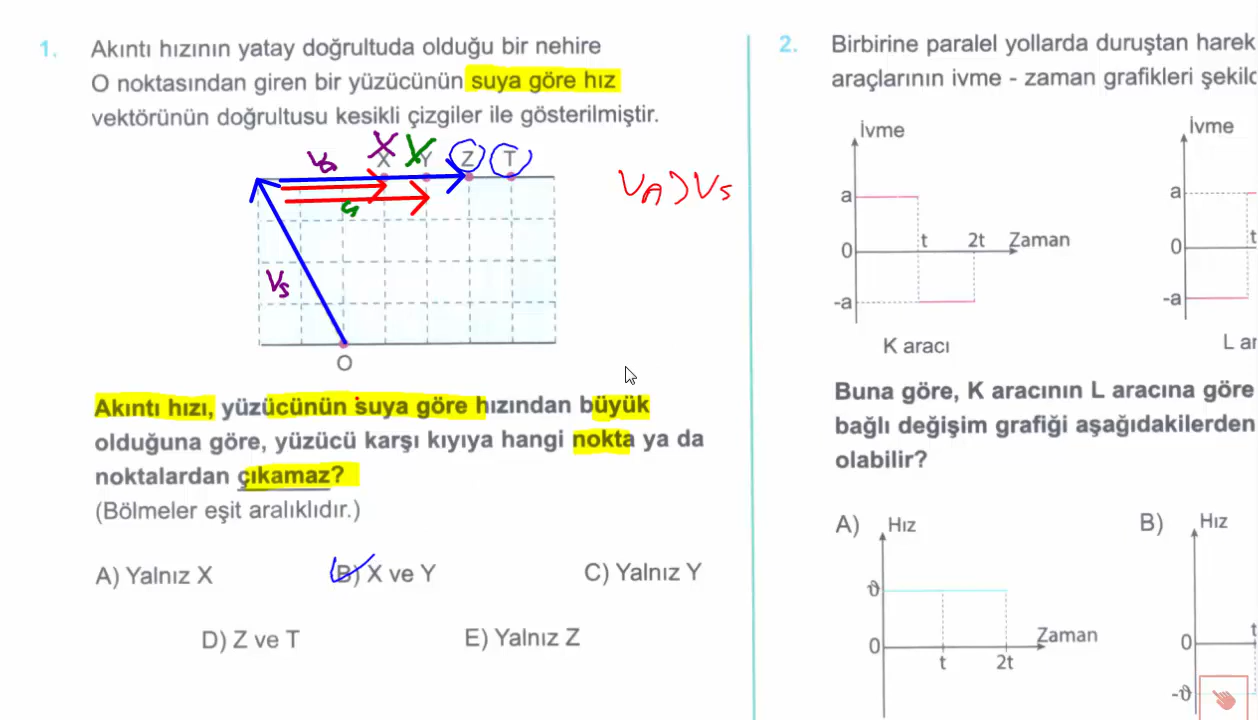 1.
Akıntı hızının yatay doğrultuda olduğu bir nehire
O noktasından giren bir yüzücünün suya göre hız
vektörünün doğrultusu kesikli çizgiler ile gösterilmiştir.
X Y Z T
VA
VS
O
VA > VS
Akıntı hızı, yüzücünün suya göre hızından büyük
olduğuna göre, yüzücü karşı kıyıya hangi nokta ya da
noktalardan çıkamaz?
(Bölmeler eşit aralıklıdır.)
A) Yalnız X
B) X ve Y
C) Yalnız Y
D) Z ve T
E) Yalnız Z
2.
Birbirine paralel yollarda duruştan harek
araçlarının ivme - zaman grafikleri şekilde
İvme
a
0
-a
t
2t
Zaman
K aracı
İvme
a
0
-a
t
L ar
Buna göre, K aracının L aracına göre
bağlı değişim grafiği aşağıdakilerden
olabilir?
A)
Hız
ϑ
0
t
2t
Zaman
B)
Hız
0
-ϑ
t